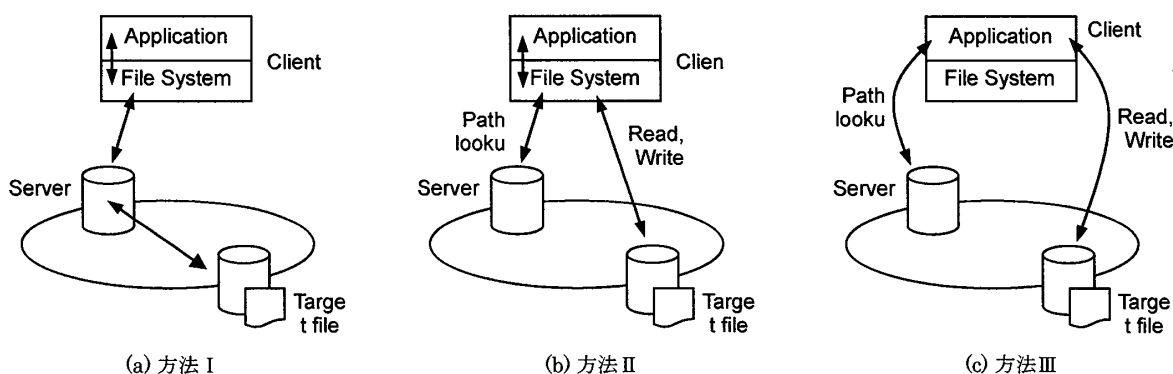 Application
File System
Client
Server
Targe
t file
(a) 方法 I
Application
File System
Clien
Path
looku
Read,
Write
Server
Targe
t file
(b) 方法 II
Application
File System
Client
Path
looku
Read,
Write
Server
Targe
t file
(c) 方法 III